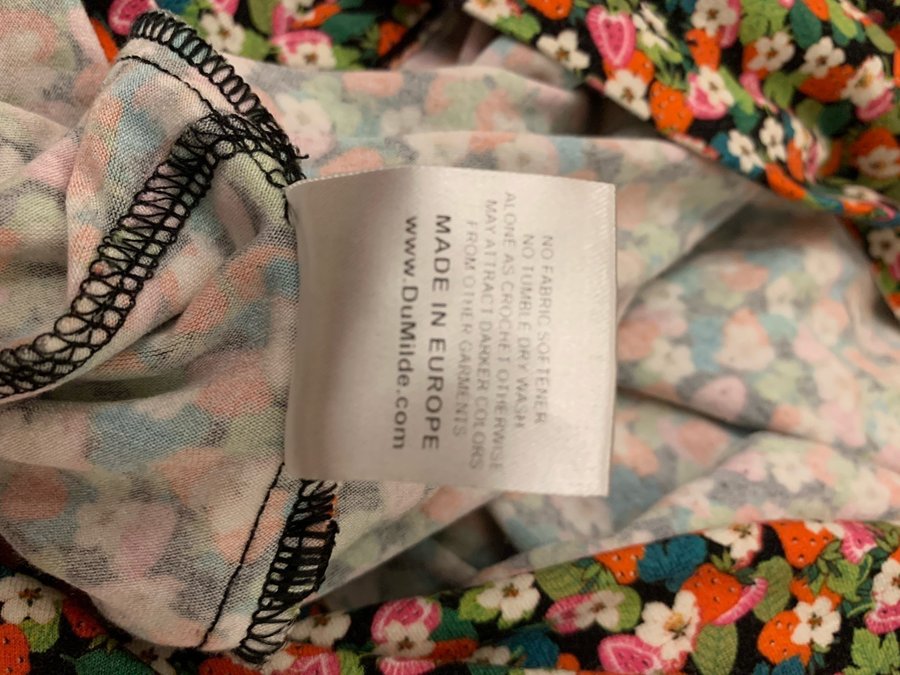 NO FABRIC SOFTENER
NO TUMBLE DRY WASH
ALONE AS CROCHET OTHERWISE
MAY ATTRACT DARKER COLORS
FROM OTHER GARMENTS
MADE IN EUROPE
www.DuMilde.com